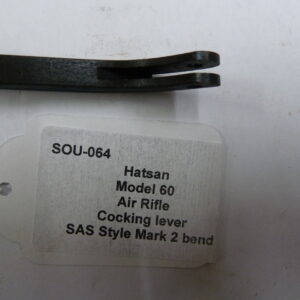 SOU-064
Hatsan
Model 60
Air Rifle
Cocking lever
SAS Style Mark 2 bend